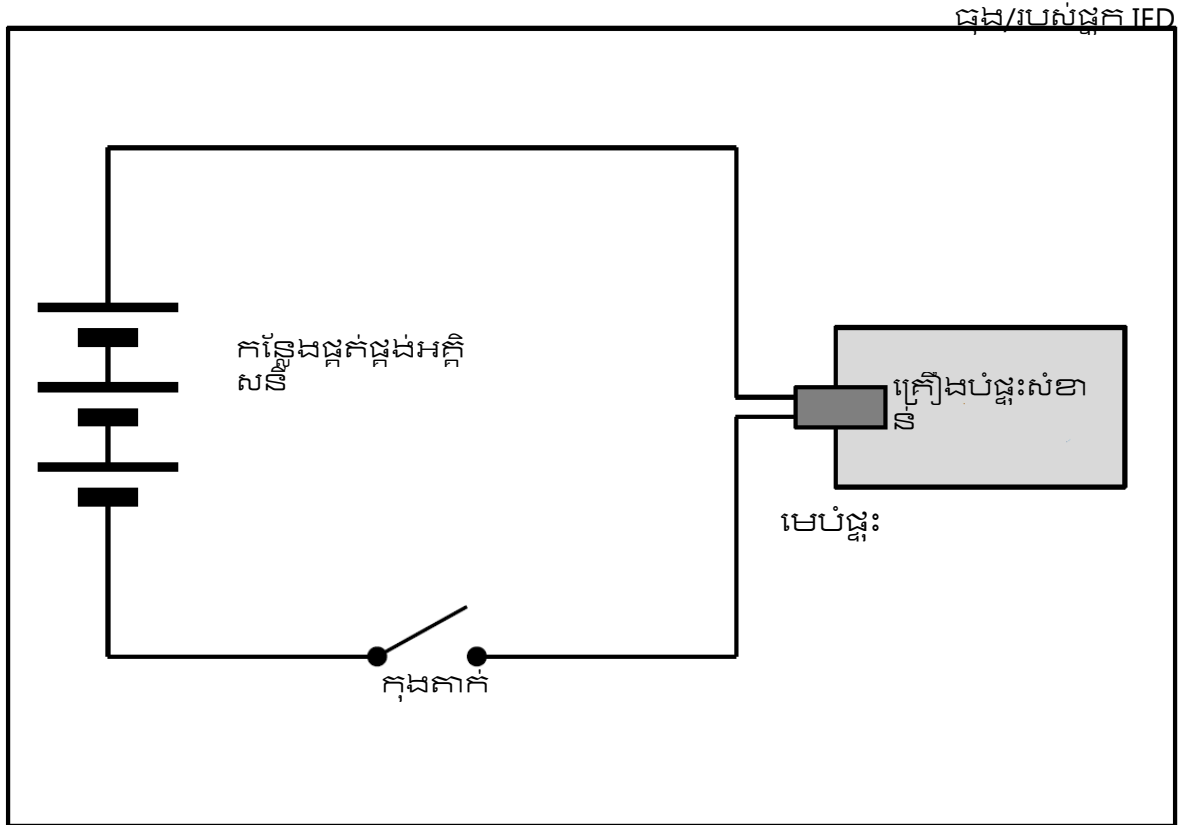 ធុង/របស់ផ្ទុក IED
កន្លែងផ្គត់ផ្គង់អគ្គិ
សនី
គ្រឿងបំផ្ទុះសំខា
ន់
មេបំផ្ទុះ
កុងតាក់